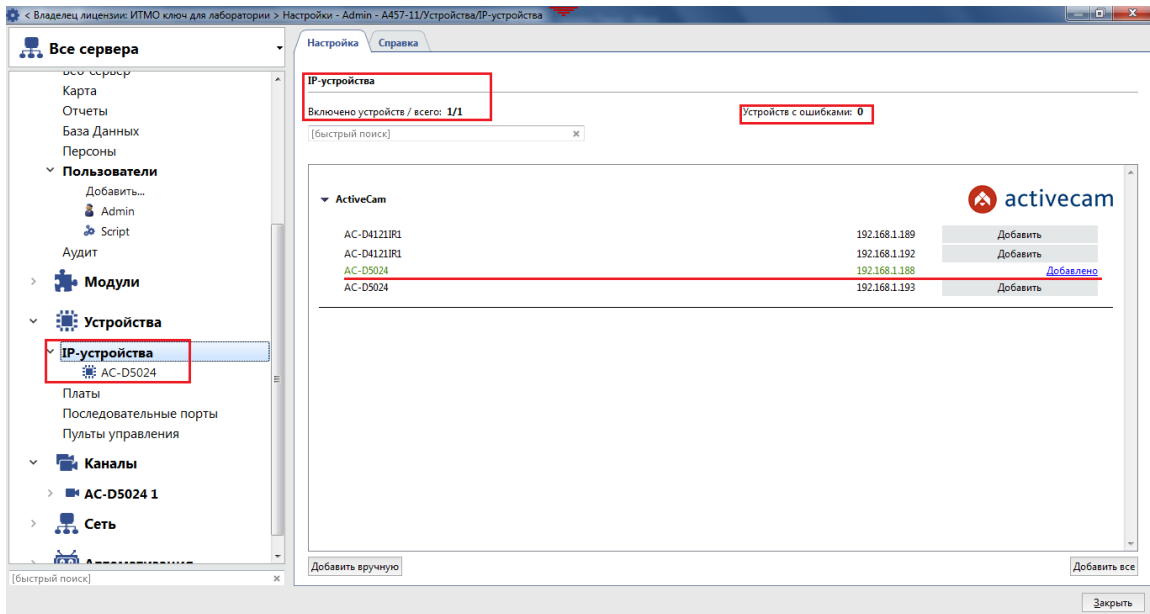 < Владелец лицензии: ИТМО ключ для лаборатории > Настройки - Admin - A457-11/Устройства/IP-устройства
Все сервера
Веб-сервер
Карта
Отчеты
База Данных
Персоны
Пользователи
Добавить...
Admin
Script
Аудит
Модули
Устройства
IP-устройства
AC-D5024
Платы
Последовательные порты
Пульты управления
Каналы
AC-D5024 1
Сеть
Автоматизация
[быстрый поиск]
Настройка Справка
IP-устройства
Включено устройств / всего: 1/1 Устройств с ошибками: 0
[быстрый поиск]
ActiveCam activecam
AC-D4121IR1 192.168.1.189 Добавить
AC-D4121IR1 192.168.1.192 Добавить
AC-D5024 192.168.1.188 Добавлено
AC-D5024 192.168.1.193 Добавить
Добавить вручную Добавить все
Закрыть